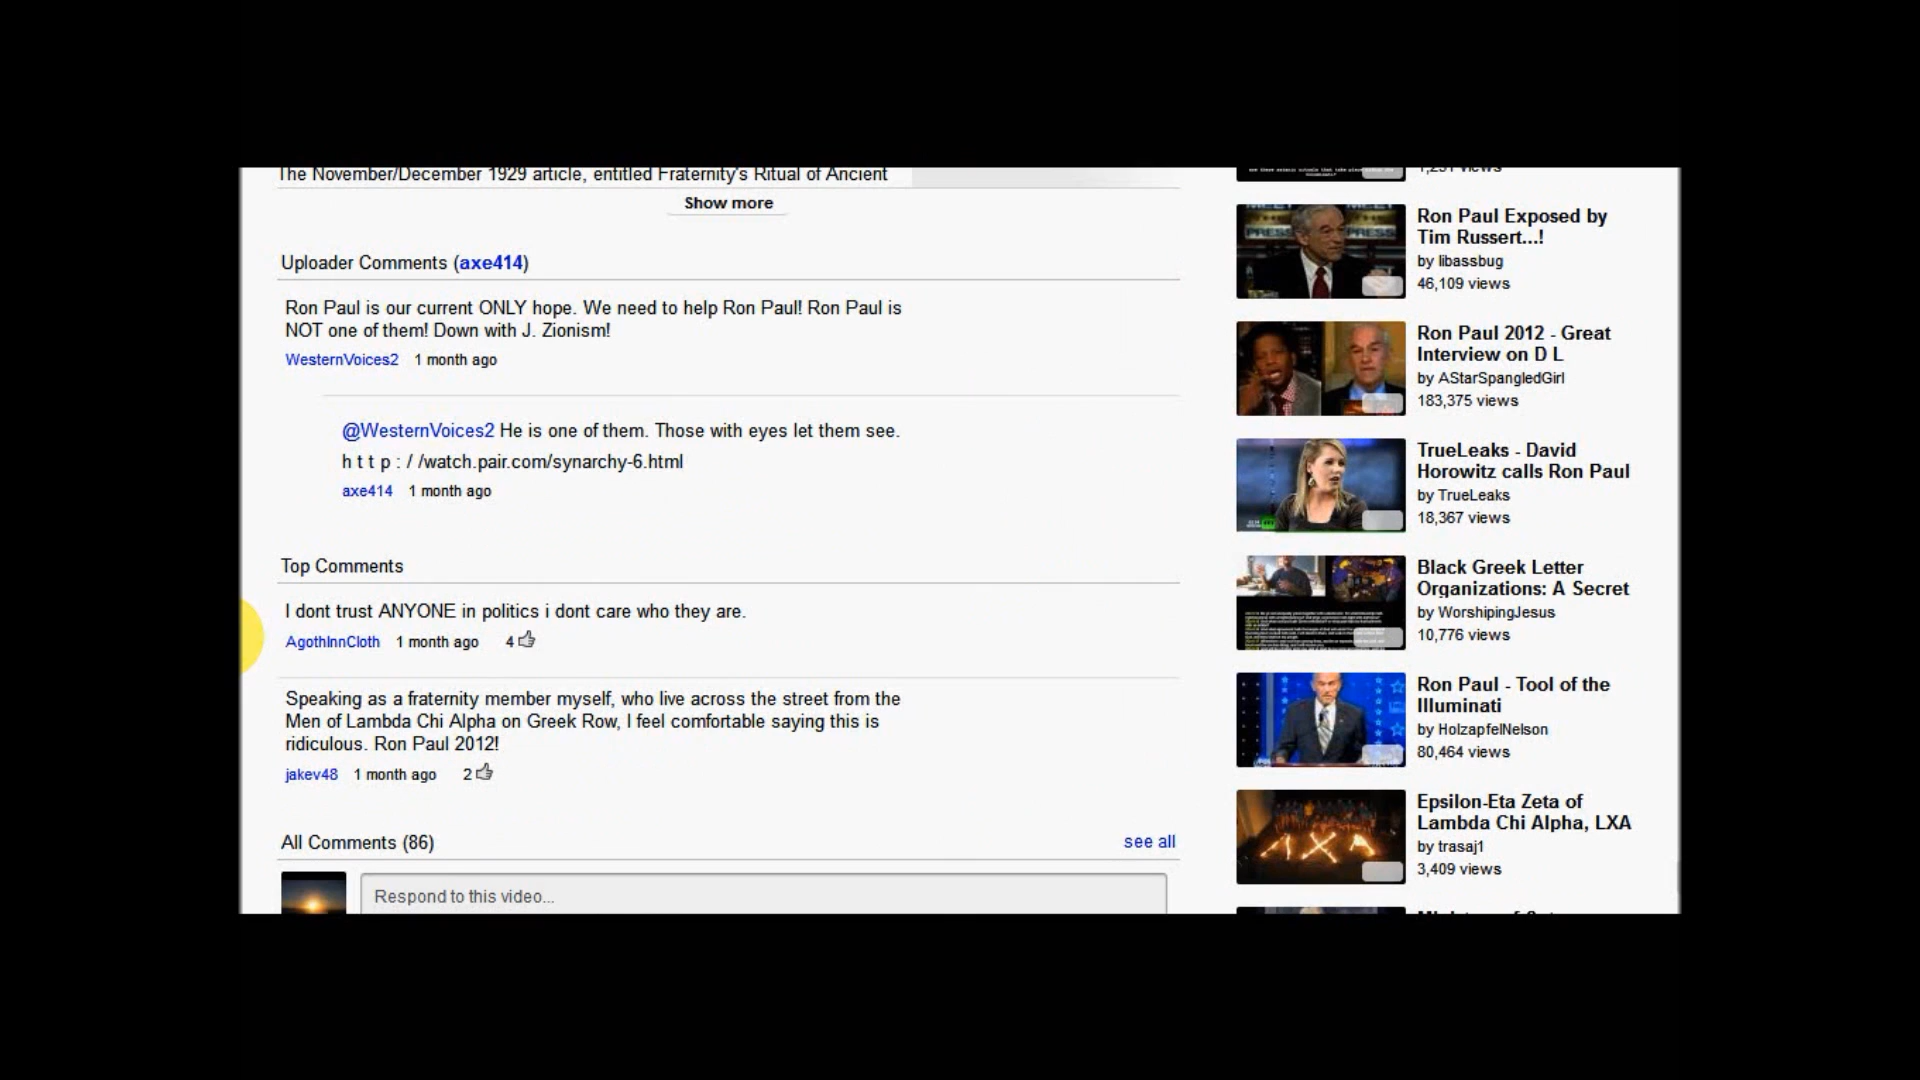 The November/December 1929 article, entitled Fraternity's Ritual of Ancient
Show more
Uploader Comments (axe414)
Ron Paul is our current ONLY hope. We need to help Ron Paul! Ron Paul is
NOT one of them! Down with J. Zionism!
WesternVoices2 1 month ago
@WesternVoices2 He is one of them. Those with eyes let them see.
h t t p : / /watch.pair.com/synarchy-6.html
axe414 1 month ago
Top Comments
I dont trust ANYONE in politics i dont care who they are.
AgothInnCloth 1 month ago 4
Speaking as a fraternity member myself, who live across the street from the
Men of Lambda Chi Alpha on Greek Row, I feel comfortable saying this is
ridiculous. Ron Paul 2012!
jakev48 1 month ago 2
All Comments (86) see all
Respond to this video...
1,231 views
Ron Paul Exposed by
Tim Russert...!
by libassbug
46,109 views
Ron Paul 2012 - Great
Interview on D L
by AStarSpangledGirl
183,375 views
TrueLeaks - David
Horowitz calls Ron Paul
by TrueLeaks
18,367 views
Black Greek Letter
Organizations: A Secret
by WorshipingJesus
10,776 views
Ron Paul - Tool of the
Illuminati
by HolzapfelNelson
80,464 views
Epsilon-Eta Zeta of
Lambda Chi Alpha, LXA
by trasaj1
3,409 views